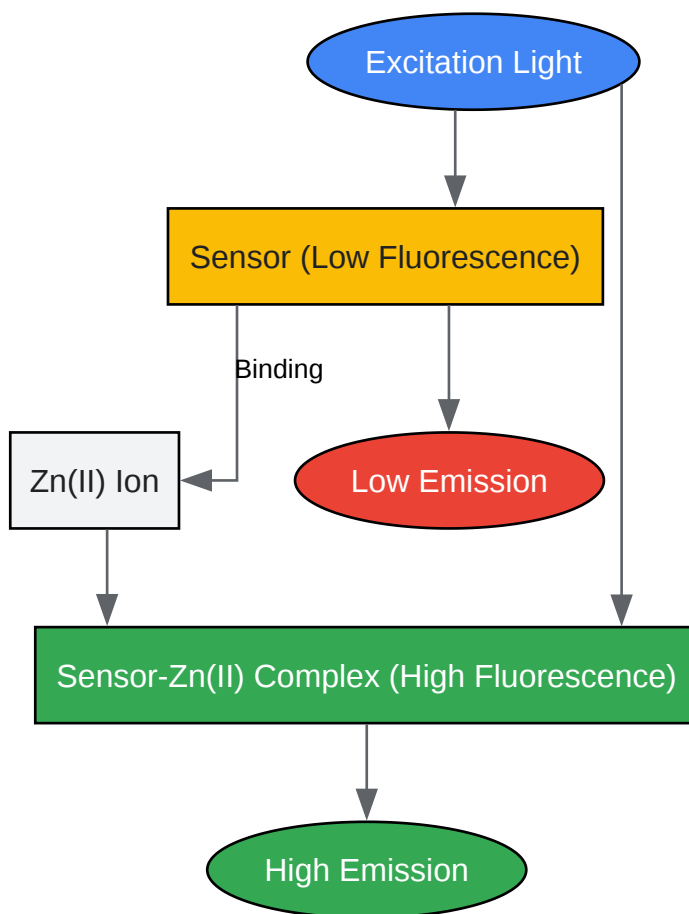 Excitation Light
Sensor (Low Fluorescence)
Binding
Zn(II) Ion
Low Emission
Sensor-Zn(II) Complex (High Fluorescence)
High Emission